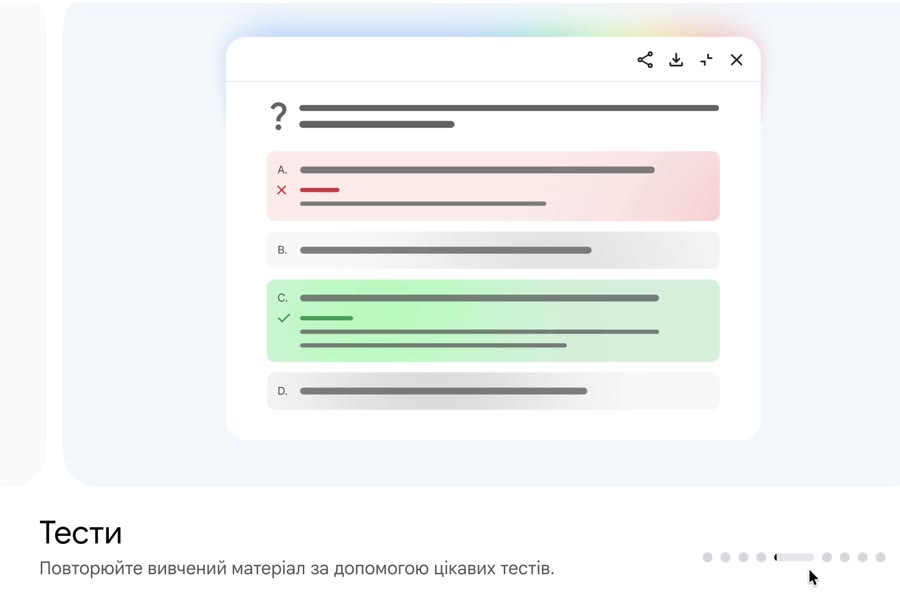 ?
A.
B.
C.
D.
Тести
Повторюйте вивчений матеріал за допомогою цікавих тестів.